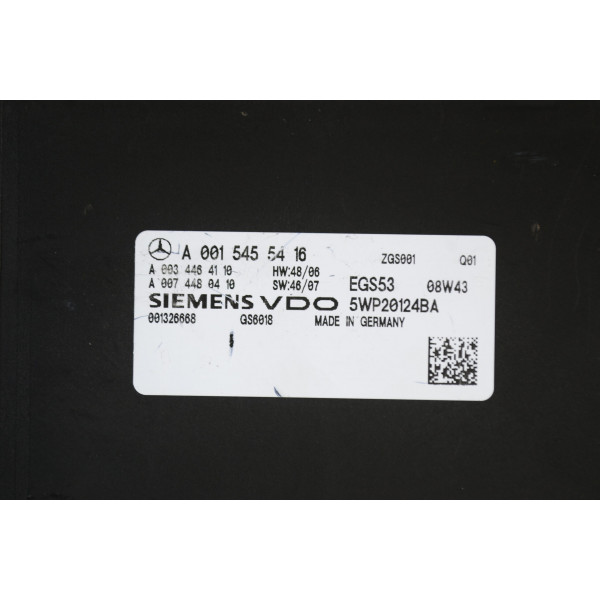 A 001 545 54 16 ZGS001 Q01
A 003 446 41 10 HW:48/06
A 007 448 04 10 SW:46/07 EGS53 08W43
SIEMENS VDO 5WP20124BA
001326668 GS6018 MADE IN GERMANY